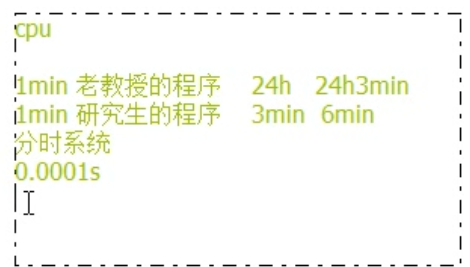 cpu
1min 老教授的程序 24h 24h3min
1min 研究生的程序 3min 6min
分时系统
0.0001s